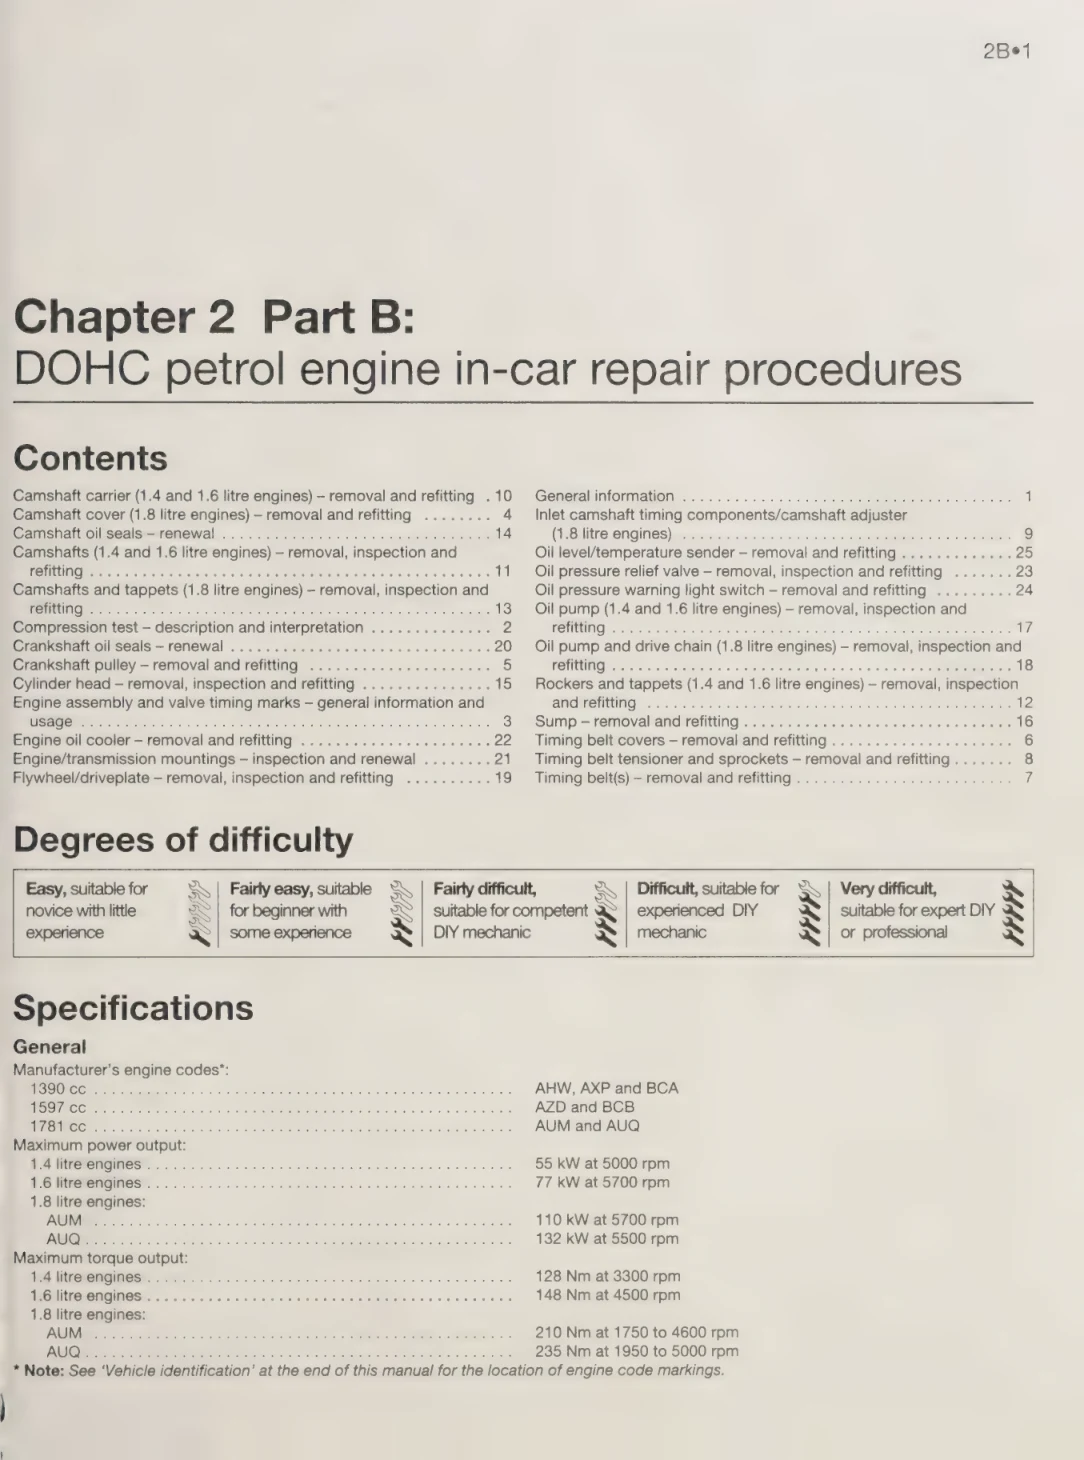 2B•1
Chapter 2 Part B:
DOHC petrol engine in-car repair procedures
Contents
Camshaft carrier (1.4 and 1.6 litre engines) – removal and refitting . 10
Camshaft cover (1.8 litre engines) – removal and refitting ........ 4
Camshaft oil seals – renewal ................................ 14
Camshafts (1.4 and 1.6 litre engines) – removal, inspection and
refitting ................................................ 11
Camshafts and tappets (1.8 litre engines) – removal, inspection and
refitting ................................................ 13
Compression test – description and interpretation .............. 2
Crankshaft oil seals – renewal ............................... 20
Crankshaft pulley – removal and refitting ...................... 5
Cylinder head – removal, inspection and refitting ................ 15
Engine assembly and valve timing marks – general information and
usage ................................................. 3
Engine oil cooler – removal and refitting ....................... 22
Engine/transmission mountings – inspection and renewal ........ 21
Flywheel/driveplate – removal, inspection and refitting .......... 19
General information ........................................ 1
Inlet camshaft timing components/camshaft adjuster
(1.8 litre engines) ........................................ 9
Oil level/temperature sender – removal and refitting ............. 25
Oil pressure relief valve – removal, inspection and refitting ....... 23
Oil pressure warning light switch – removal and refitting ......... 24
Oil pump (1.4 and 1.6 litre engines) – removal, inspection and
refitting ................................................... 17
Oil pump and drive chain (1.8 litre engines) – removal, inspection and
refitting ................................................... 18
Rockers and tappets (1.4 and 1.6 litre engines) – removal, inspection
and refitting .............................................. 12
Sump – removal and refitting ................................ 16
Timing belt covers – removal and refitting ......................... 6
Timing belt tensioner and sprockets – removal and refitting ....... 8
Timing belt(s) – removal and refitting .......................... 7
Degrees of difficulty
Easy, suitable for
novice with little
experience
Fairly easy, suitable
for beginner with
some experience
Fairly difficult,
suitable for competent
DIY mechanic
Difficult, suitable for
experienced DIY
mechanic
Very difficult,
suitable for expert DIY
or professional
Specifications
General
Manufacturer's engine codes*:
1390 cc .................................................. AHW, AXP and BCA
1597 cc .................................................. AZD and BCB
1781 cc .................................................. AUM and AUQ
Maximum power output:
1.4 litre engines ............................................ 55 kW at 5000 rpm
1.6 litre engines ............................................ 77 kW at 5700 rpm
1.8 litre engines:
AUM .................................................. 110 kW at 5700 rpm
AUQ ................................................... 132 kW at 5500 rpm
Maximum torque output:
1.4 litre engines ............................................ 128 Nm at 3300 rpm
1.6 litre engines ............................................ 148 Nm at 4500 rpm
1.8 litre engines:
AUM .................................................. 210 Nm at 1750 to 4600 rpm
AUQ ................................................... 235 Nm at 1950 to 5000 rpm
* Note: See 'Vehicle identification' at the end of this manual for the location of engine code markings.